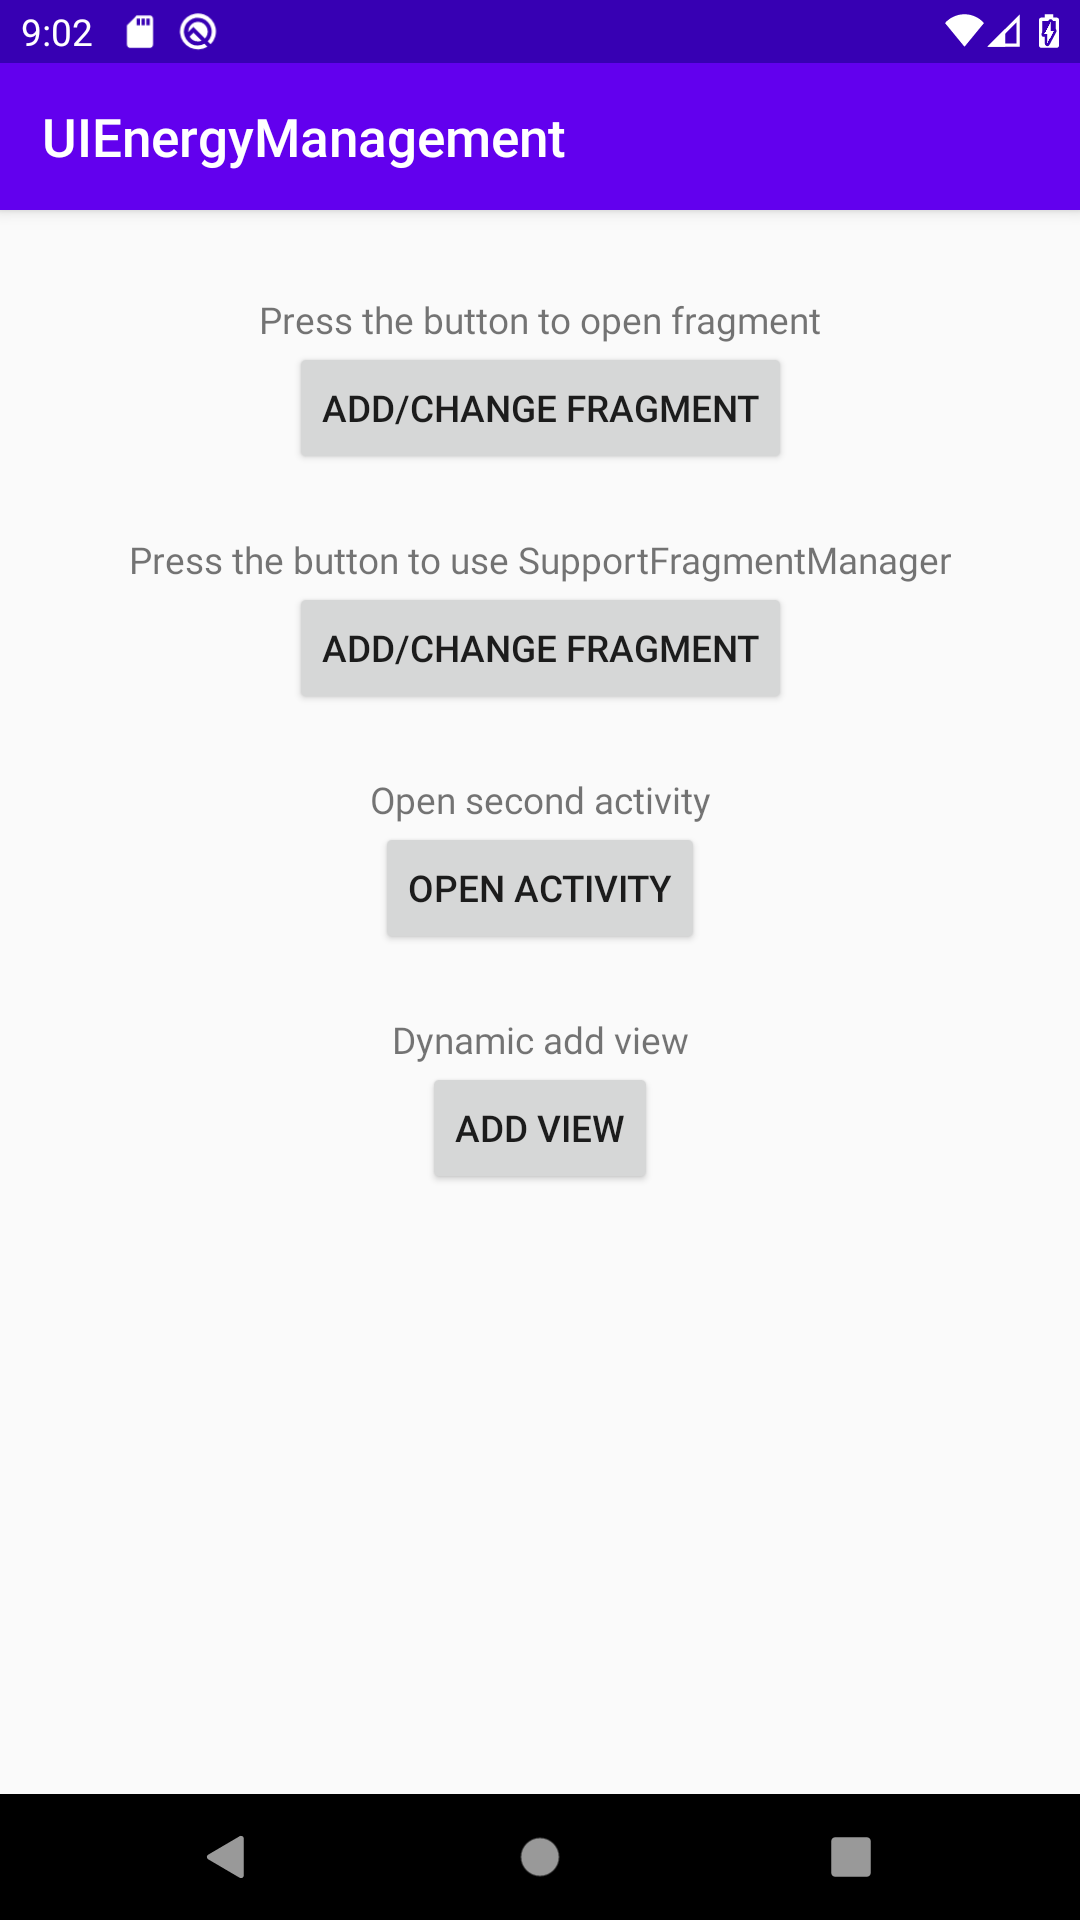 9:02
UIEnergyManagement
Press the button to open fragment
ADD/CHANGE FRAGMENT
Press the button to use SupportFragmentManager
ADD/CHANGE FRAGMENT
Open second activity
OPEN ACTIVITY
Dynamic add view
ADD VIEW